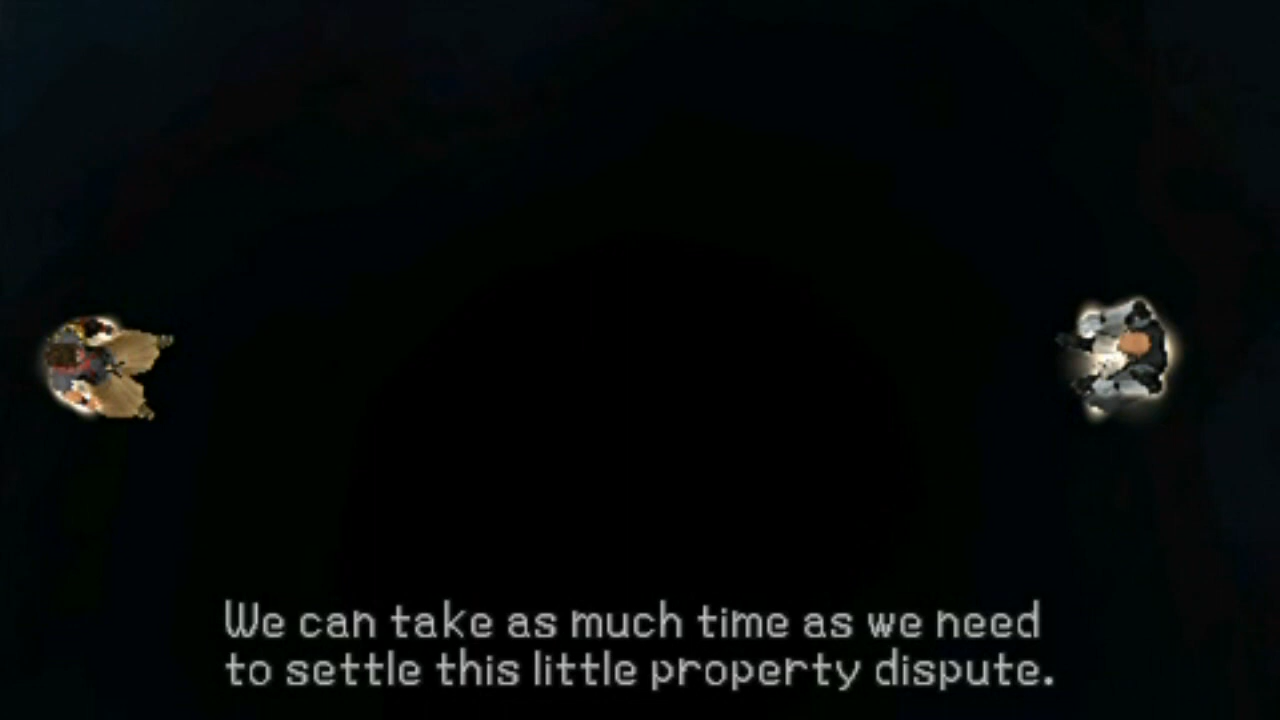 We can take as much time as we need
to settle this little property dispute.